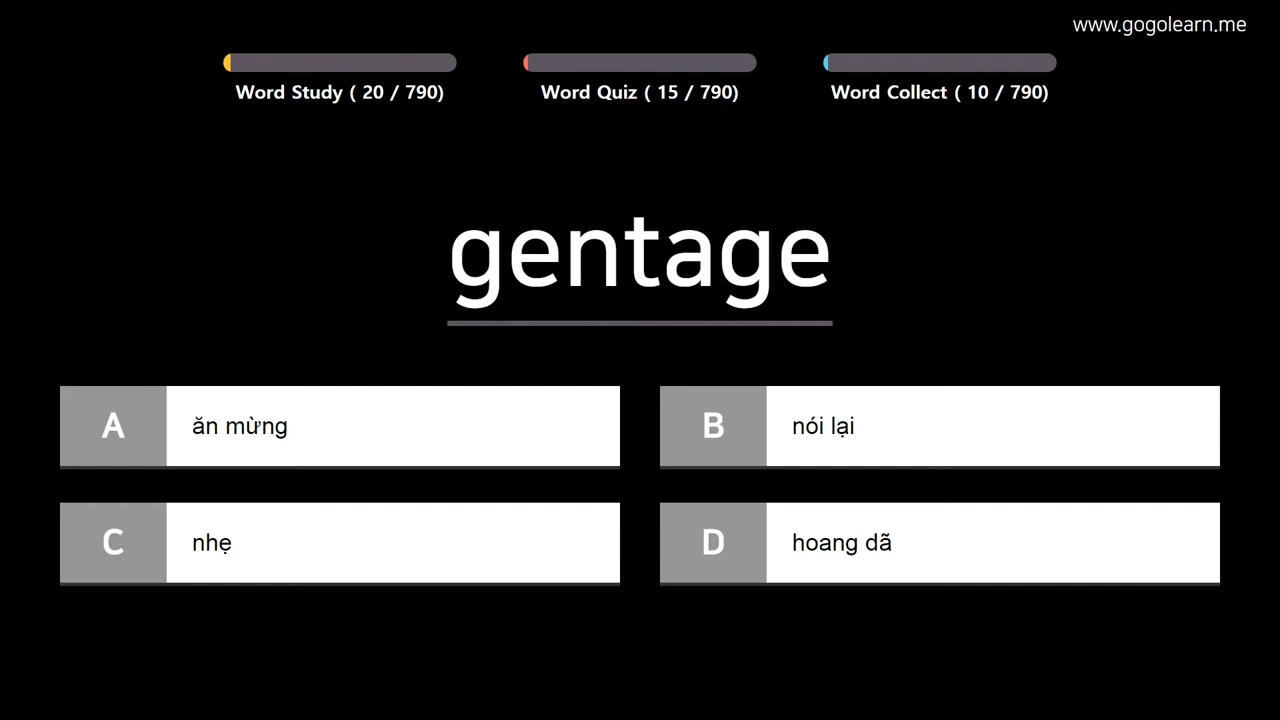 www.gogolearn.me
Word Study ( 20 / 790)
Word Quiz ( 15 / 790)
Word Collect ( 10 / 790)
gentage
A ăn mừng
B nói lại
C nhẹ
D hoang dã